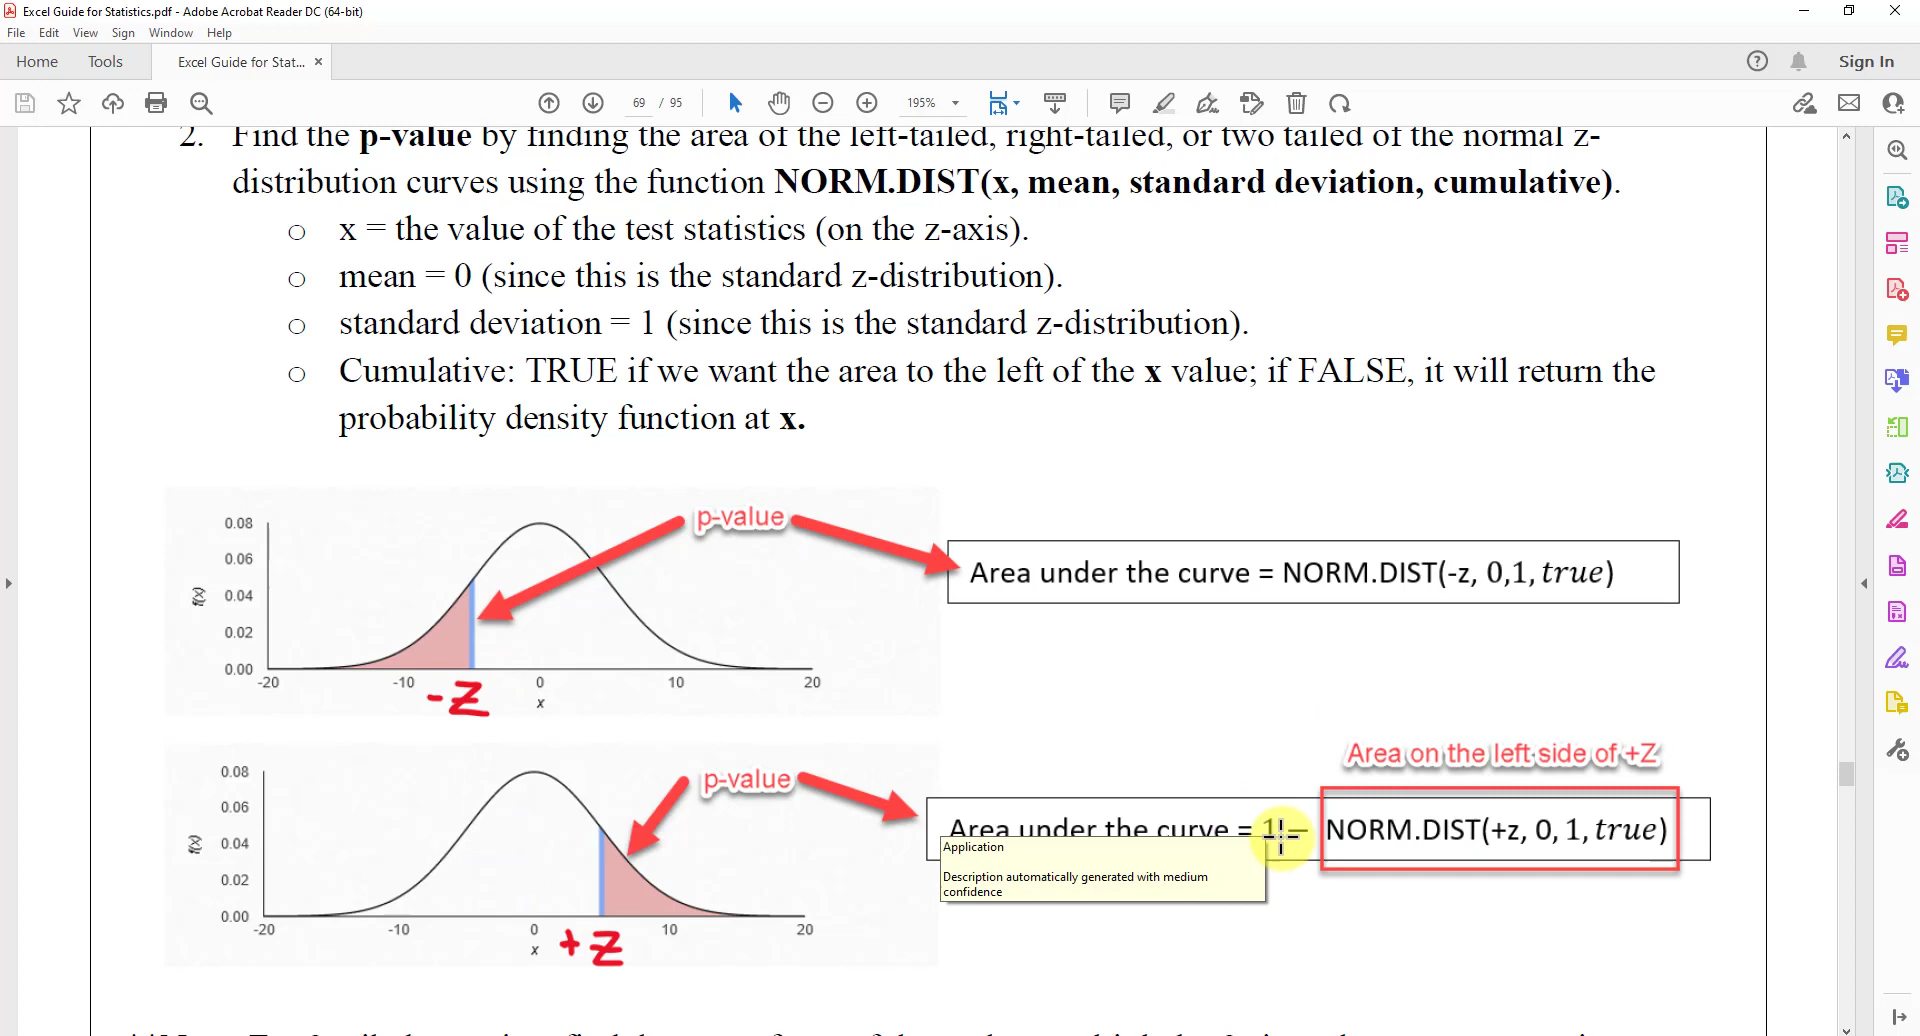 Excel Guide for Statistics.pdf - Adobe Acrobat Reader DC (64-bit)
File Edit View Sign Window Help
Home Tools Excel Guide for Stat... × Sign In
69 / 95 195%
2. Find the p-value by finding the area of the left-tailed, right-tailed, or two tailed of the normal z-
distribution curves using the function NORM.DIST(x, mean, standard deviation, cumulative).
○ x = the value of the test statistics (on the z-axis).
○ mean = 0 (since this is the standard z-distribution).
○ standard deviation = 1 (since this is the standard z-distribution).
○ Cumulative: TRUE if we want the area to the left of the x value; if FALSE, it will return the
probability density function at x.
p-value
0.08
0.06
0.04
0.02
0.00
f(x)
-20 -10 0 10 20
x
-Z
Area under the curve = NORM.DIST(-z, 0,1, true)
p-value
0.08
0.06
0.04
0.02
0.00
f(x)
-20 -10 0 10 20
x
+Z
Area on the left side of +Z
Area under the curve = 1 − NORM.DIST(+z, 0, 1, true)
Application
Description automatically generated with medium
confidence